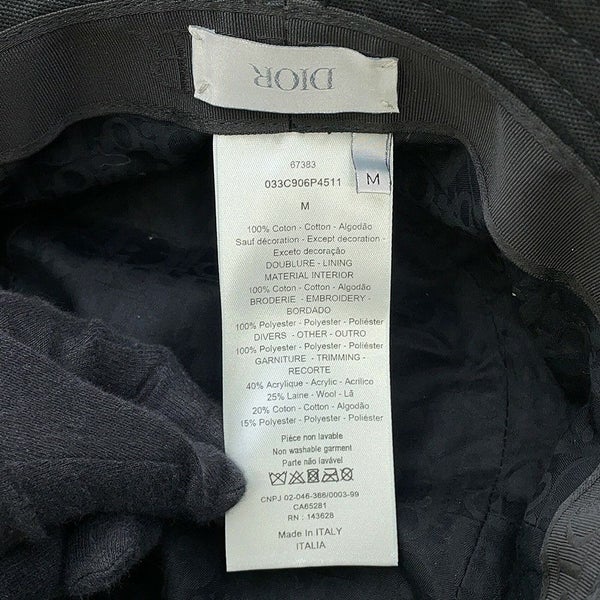 DIOR
M
67383
033C906P4511
M
100% Coton - Cotton - Algodão
Sauf décoration - Except decoration -
Exceto decoração
DOUBLURE - LINING
MATERIAL INTERIOR
100% Coton - Cotton - Algodão
BRODERIE - EMBROIDERY -
BORDADO
100% Polyester - Polyester - Poliéster
DIVERS - OTHER - OUTRO
100% Polyester - Polyester - Poliéster
GARNITURE - TRIMMING -
RECORTE
40% Acrylique - Acrylic - Acrílico
25% Laine - Wool - Lã
20% Coton - Cotton - Algodão
15% Polyester - Polyester - Poliéster
Pièce non lavable
Non washable garment
Parte não lavável
CNPJ 02-046-366/0003-99
CA65281
RN : 143628
Made In ITALY
ITALIA